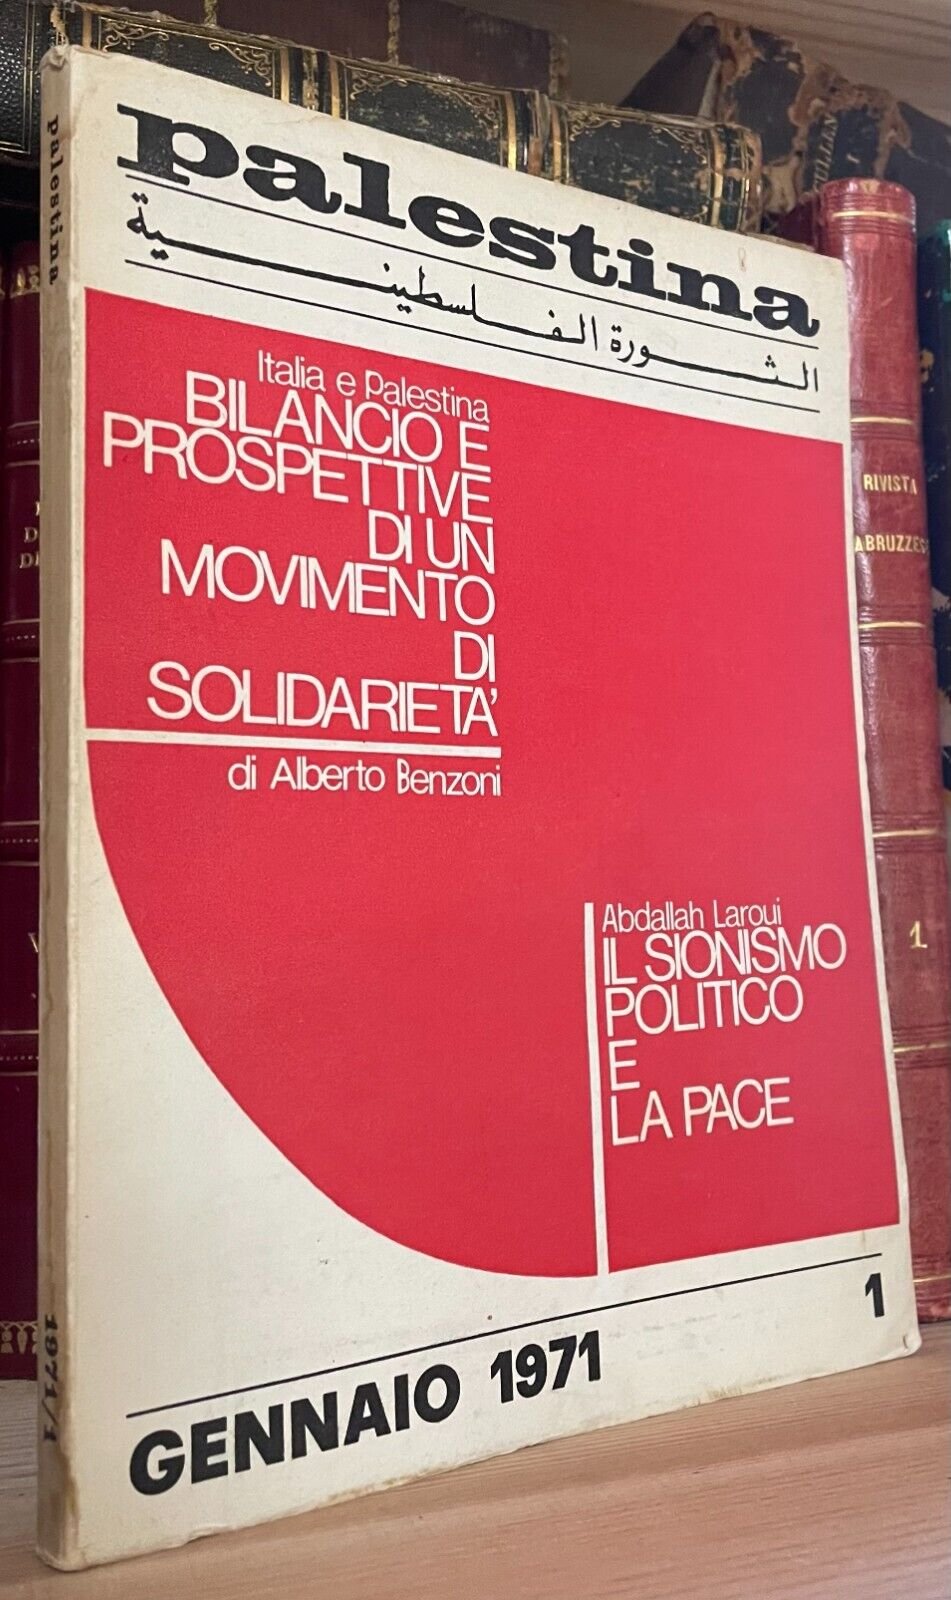 palestina
الثورة الفلسطينية
Italia e Palestina
BILANCIO E
PROSPETTIVE
DI UN
MOVIMENTO
DI
SOLIDARIETA'
di Alberto Benzoni
Abdallah Laroui
IL SIONISMO
POLITICO
E
LA PACE
1
GENNAIO 1971
palestina
1971/1
RIVISTA
ABRUZZESE
1